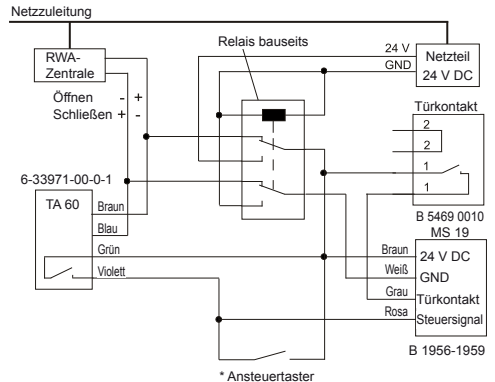 Netzzuleitung
Relais bauseits
24 V
GND
Netzteil
24 V DC
RWA-
Zentrale
Öffnen - +
Schließen + -
Türkontakt
2
2
1
1
B 5469 0010
6-33971-00-0-1
TA 60
Braun
Blau
Grün
Violett
MS 19
Braun
24 V DC
Weiß
GND
Grau
Türkontakt
Rosa
Steuersignal
B 1956-1959
* Ansteuertaster